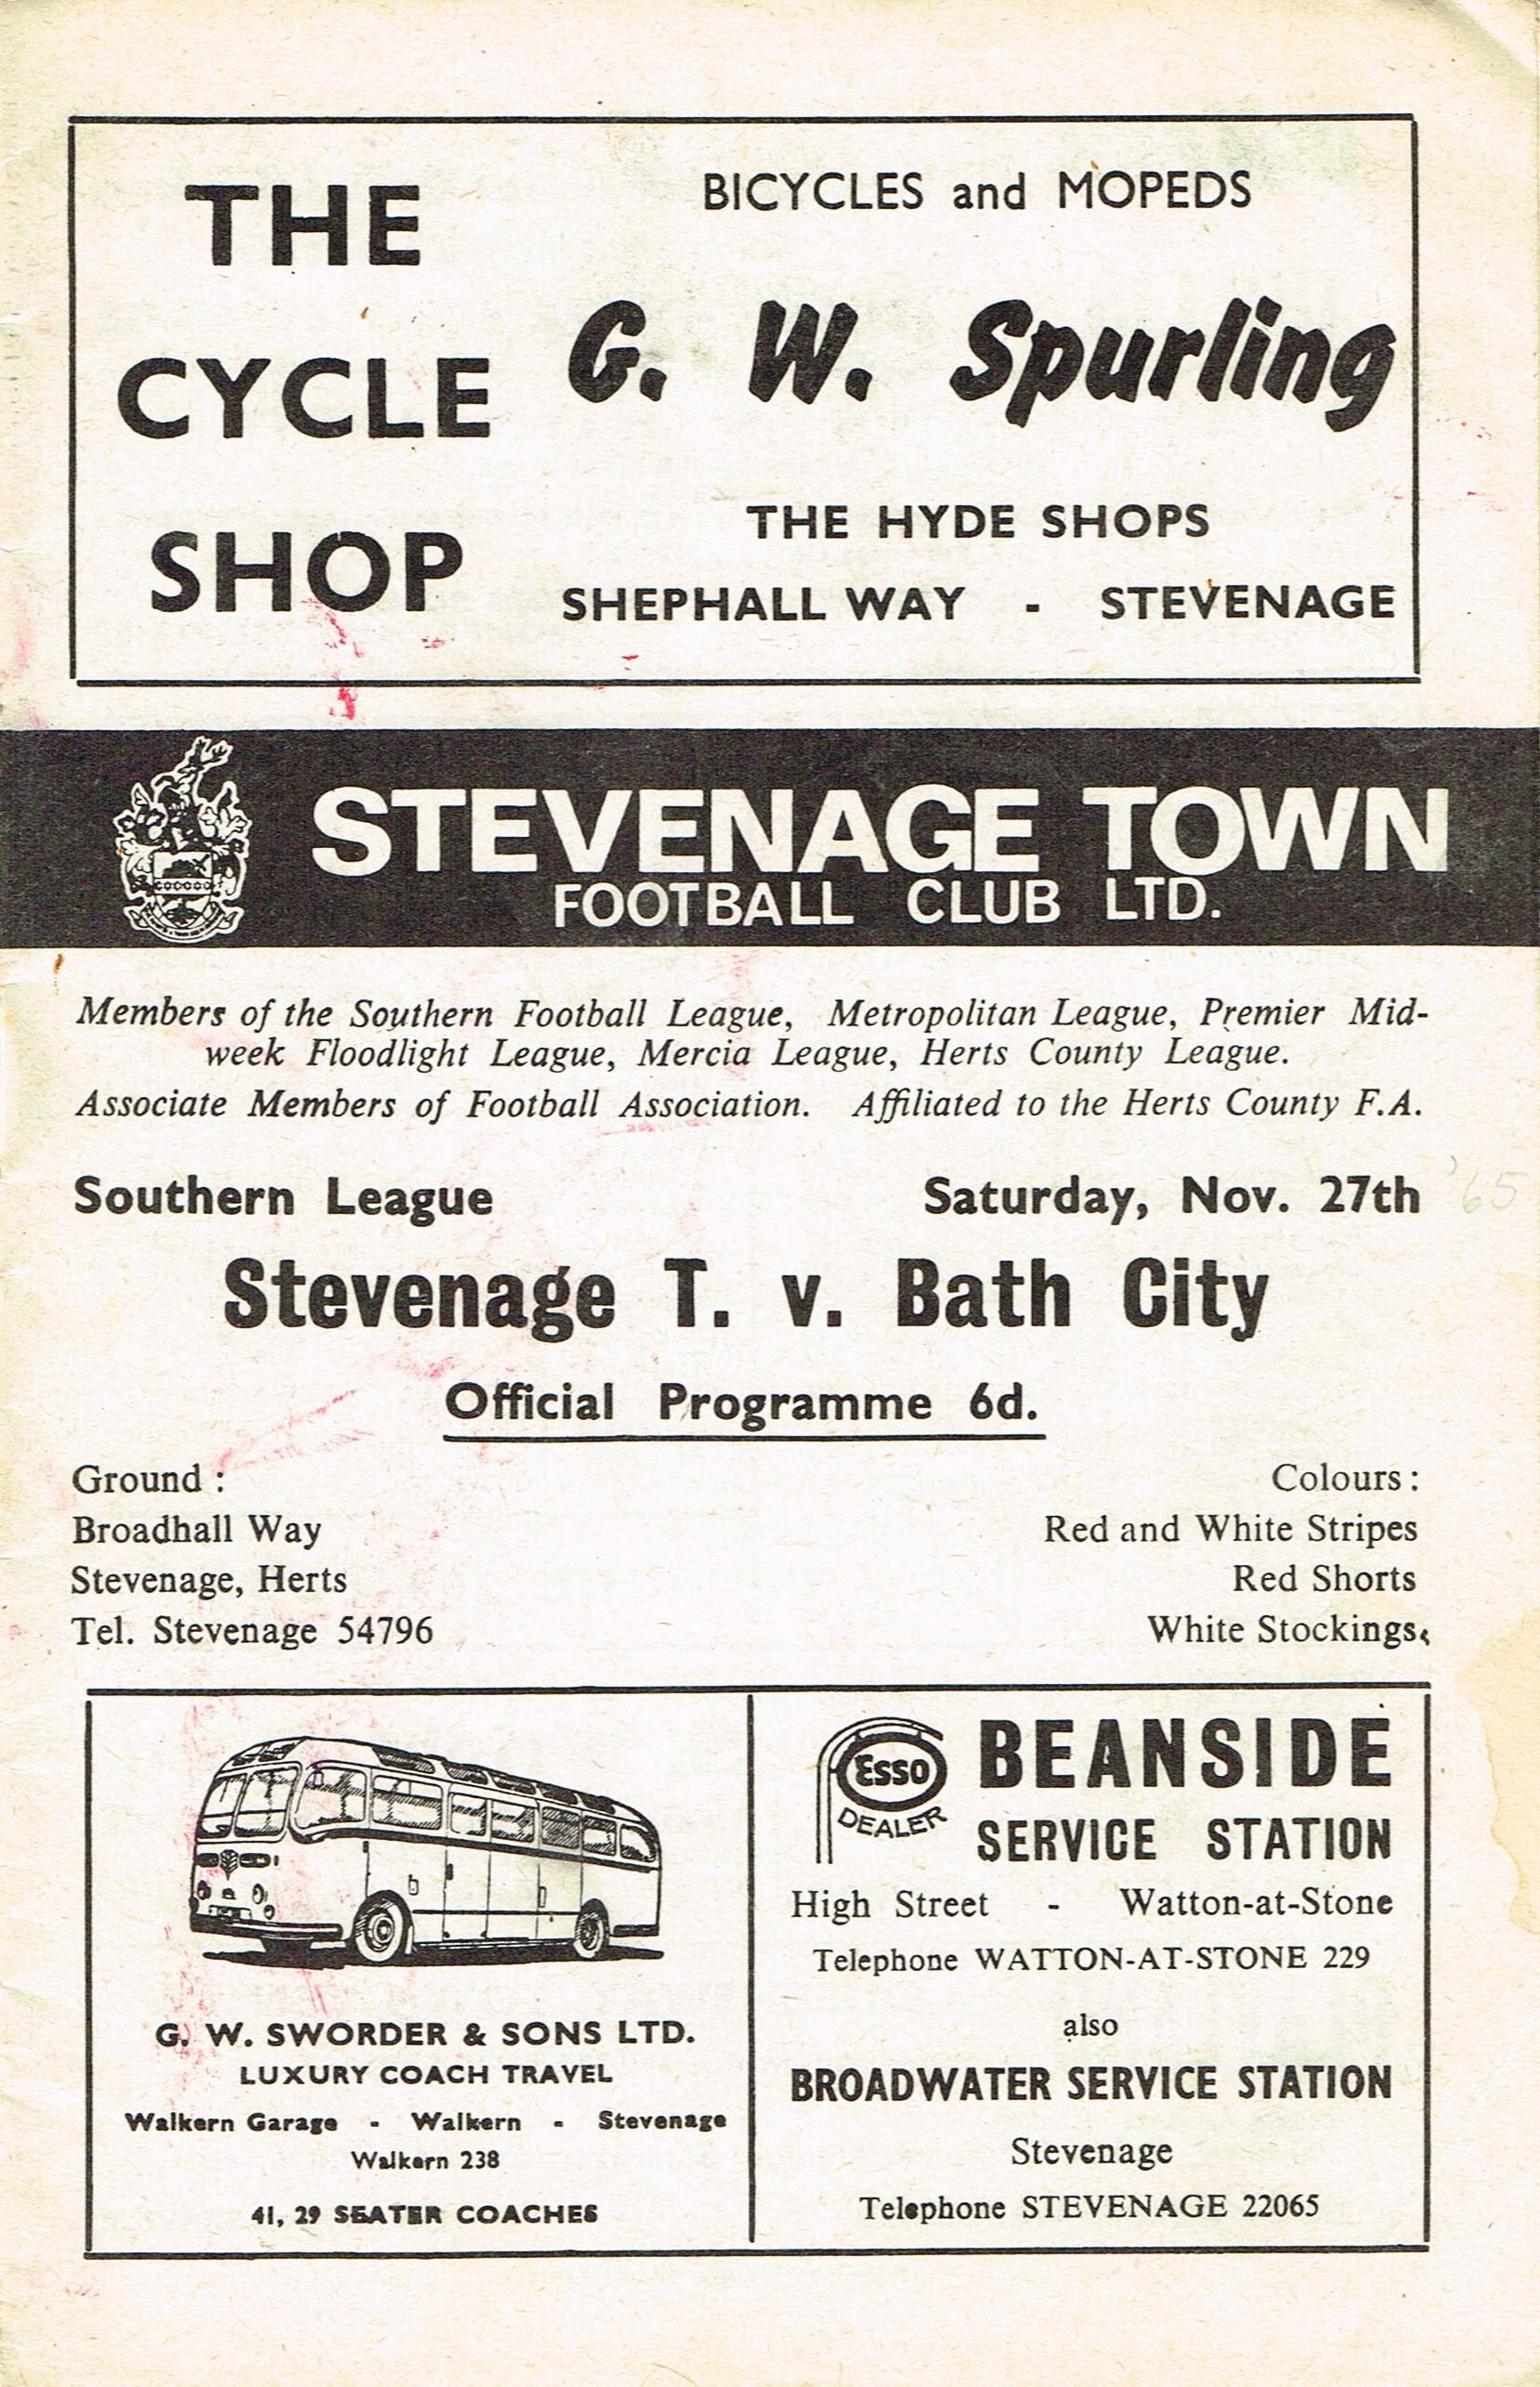 THE
CYCLE
SHOP
BICYCLES and MOPEDS
G. W. Spurling
THE HYDE SHOPS
SHEPHALL WAY - STEVENAGE
STEVENAGE TOWN
FOOTBALL CLUB LTD.
Members of the Southern Football League, Metropolitan League, Premier Mid-
week Floodlight League, Mercia League, Herts County League.
Associate Members of Football Association. Affiliated to the Herts County F.A.
Southern League Saturday, Nov. 27th '65
Stevenage T. v. Bath City
Official Programme 6d.
Ground :
Broadhall Way
Stevenage, Herts
Tel. Stevenage 54796
Colours :
Red and White Stripes
Red Shorts
White Stockings.
G. W. SWORDER & SONS LTD.
LUXURY COACH TRAVEL
Walkern Garage - Walkern - Stevenage
Walkern 238
41, 29 SEATER COACHES
Esso
DEALER
BEANSIDE
SERVICE STATION
High Street - Watton-at-Stone
Telephone WATTON-AT-STONE 229
also
BROADWATER SERVICE STATION
Stevenage
Telephone STEVENAGE 22065